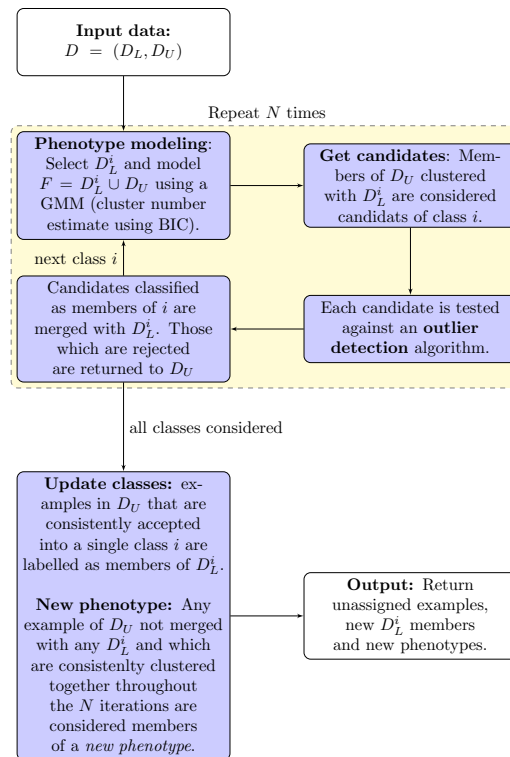 Input data:
D = (D_L, D_U)
Repeat N times
Phenotype modeling:
Select D_L^i and model
F = D_L^i ∪ D_U using a
GMM (cluster number
estimate using BIC).
Get candidates: Mem-
bers of D_U clustered
with D_L^i are considered
candidats of class i.
next class i
Candidates classified
as members of i are
merged with D_L^i. Those
which are rejected
are returned to D_U
Each candidate is tested
against an outlier
detection algorithm.
all classes considered
Update classes: ex-
amples in D_U that are
consistently accepted
into a single class i are
labelled as members of D_L^i.
New phenotype: Any
example of D_U not merged
with any D_L^i and which
are consistenlty clustered
together throughout
the N iterations are
considered members
of a new phenotype.
Output: Return
unassigned examples,
new D_L^i members
and new phenotypes.